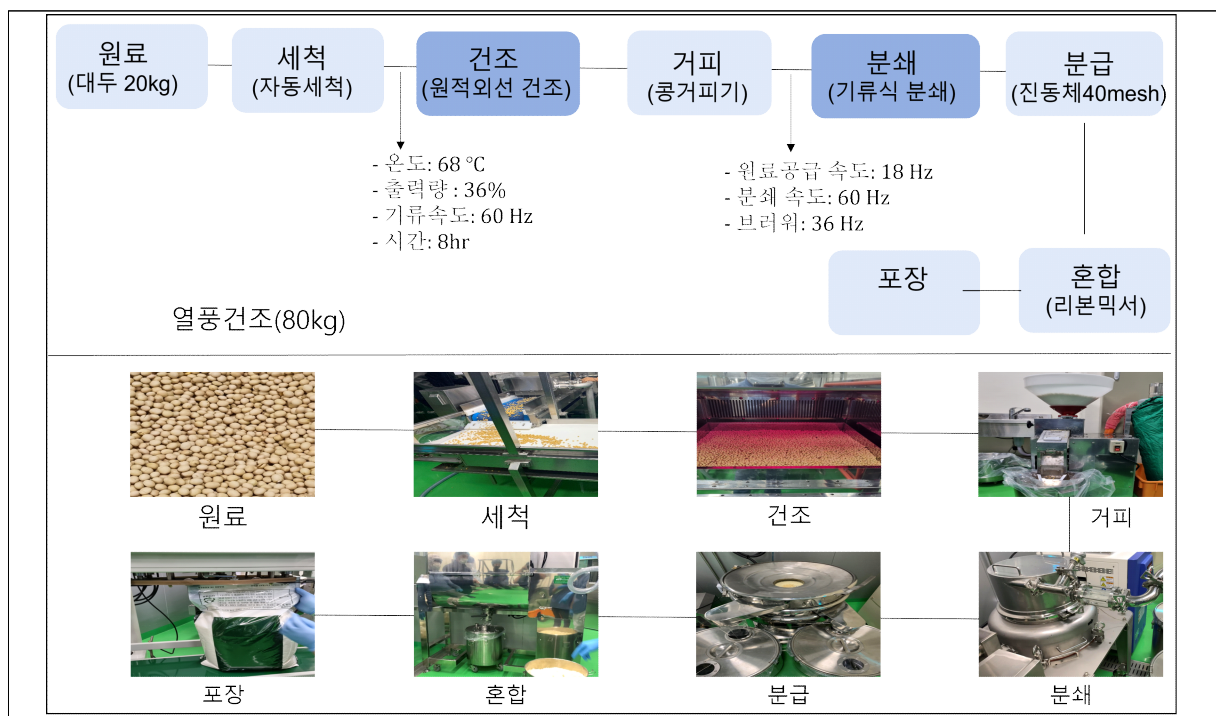 원료
(대두 20kg)
세척
(자동세척)
건조
(원적외선 건조)
거피
(콩거피기)
분쇄
(기류식 분쇄)
분급
(진동체40mesh)
- 온도: 68 ℃
- 출력량 : 36%
- 기류속도: 60 Hz
- 시간: 8hr
- 원료공급 속도: 18 Hz
- 분쇄 속도: 60 Hz
- 브러워: 36 Hz
포장
혼합
(리본믹서)
열풍건조(80kg)
원료
세척
건조
거피
포장
혼합
분급
분쇄